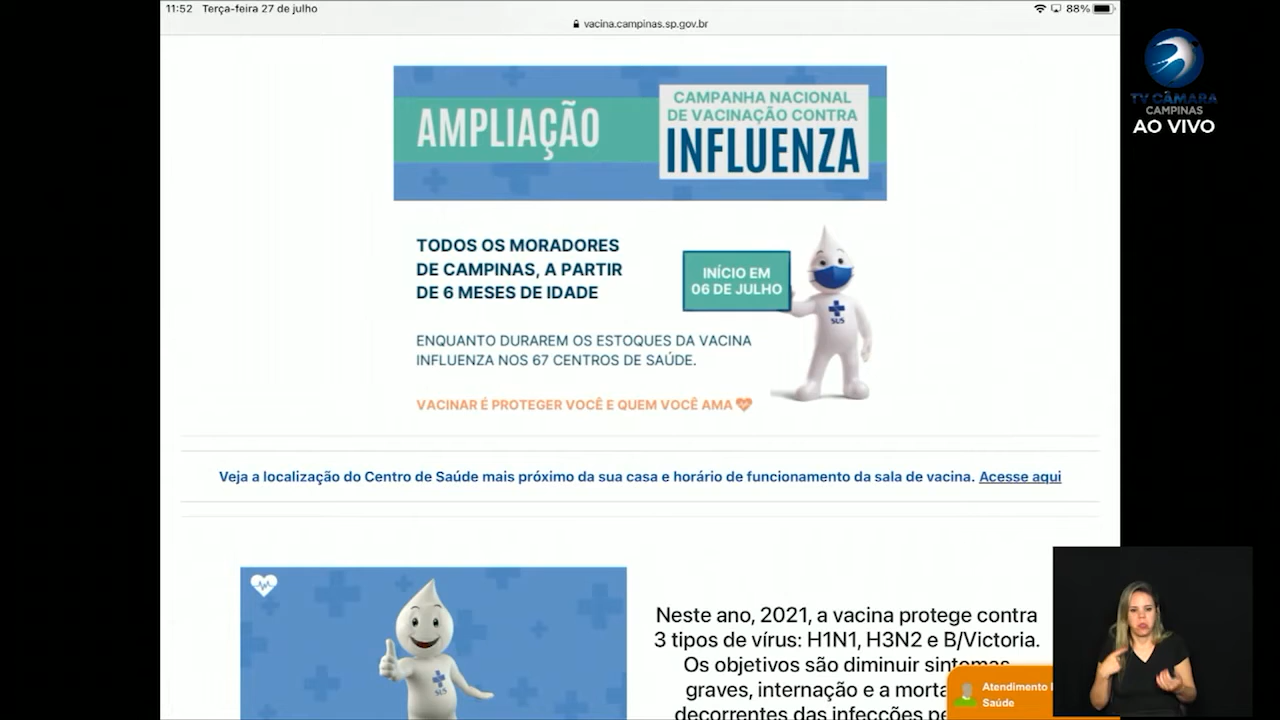 11:52 Terça-feira 27 de julho
vacina.campinas.sp.gov.br
88%
TV CÂMARA
CAMPINAS
AO VIVO
AMPLIAÇÃO
CAMPANHA NACIONAL
DE VACINAÇÃO CONTRA
INFLUENZA
TODOS OS MORADORES
DE CAMPINAS, A PARTIR
DE 6 MESES DE IDADE
INÍCIO EM
06 DE JULHO
SUS
ENQUANTO DURAREM OS ESTOQUES DA VACINA
INFLUENZA NOS 67 CENTROS DE SAÚDE.
VACINAR É PROTEGER VOCÊ E QUEM VOCÊ AMA
Veja a localização do Centro de Saúde mais próximo da sua casa e horário de funcionamento da sala de vacina. Acesse aqui
SUS
Neste ano, 2021, a vacina protege contra
3 tipos de vírus: H1N1, H3N2 e B/Victoria.
Os objetivos são diminuir sintomas
graves, internação e a morta
decorrentes das infecções pe
Atendimento
Saúde